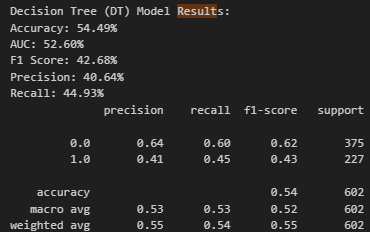 Decision Tree (DT) Model Results:
Accuracy: 54.49%
AUC: 52.60%
F1 Score: 42.68%
Precision: 40.64%
Recall: 44.93%
precision recall f1-score support
0.0 0.64 0.60 0.62 375
1.0 0.41 0.45 0.43 227
accuracy 0.54 602
macro avg 0.53 0.53 0.52 602
weighted avg 0.55 0.54 0.55 602